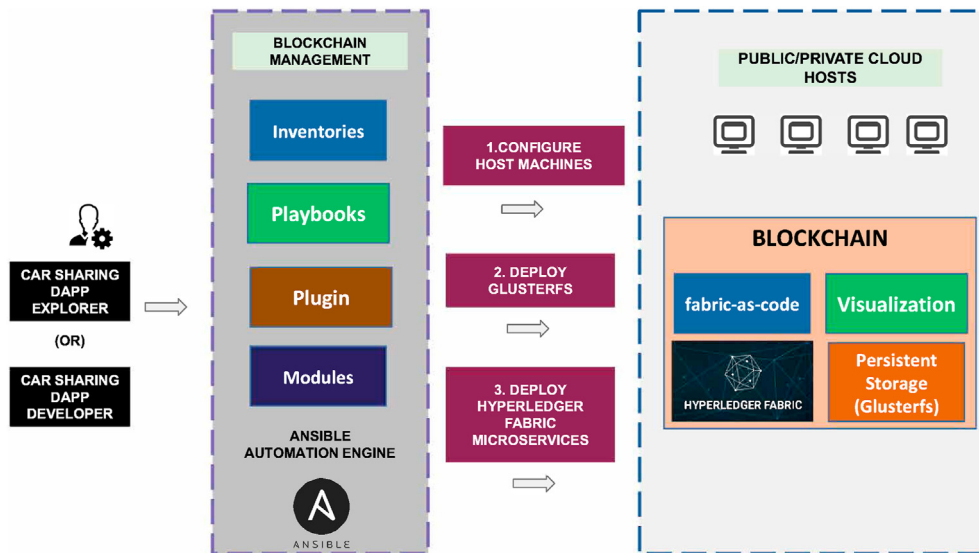 CAR SHARING
DAPP
EXPLORER
(OR)
CAR SHARING
DAPP
DEVELOPER
BLOCKCHAIN
MANAGEMENT
Inventories
Playbooks
Plugin
Modules
ANSIBLE
AUTOMATION ENGINE
ANSIBLE
1.CONFIGURE
HOST MACHINES
2. DEPLOY
GLUSTERFS
3. DEPLOY
HYPERLEDGER
FABRIC
MICROSERVICES
PUBLIC/PRIVATE CLOUD
HOSTS
BLOCKCHAIN
fabric-as-code
Visualization
HYPERLEDGER FABRIC
Persistent
Storage
(Glusterfs)